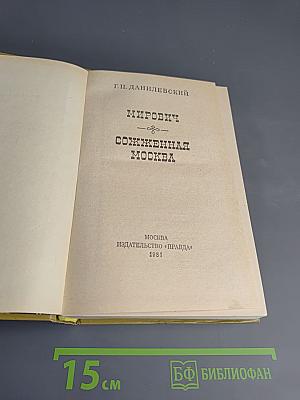 Г.П. ДАНИЛЕВСКИЙ
МИРОВИЧ
СОЖЖЕННАЯ
МОСКВА
МОСКВА
ИЗДАТЕЛЬСТВО «ПРАВДА»
1981
15 см
БФ БИБЛИОФАН